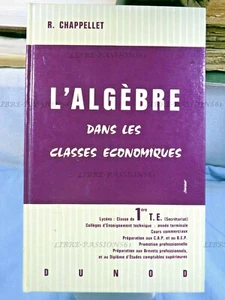 R. CHAPPELLET
L'ALGÈBRE
DANS LES
CLASSES ECONOMIQUES
Lycées : Classe de 1ère T.E. (Secrétariat)
Collèges d'Enseignement technique : année terminale
Cours commerciaux
Préparation aux C.A.P. et au B.E.P.
Promotion professionnelle
Préparation aux Brevets professionnels,
et au Diplôme d'Études comptables supérieures
DUNOD